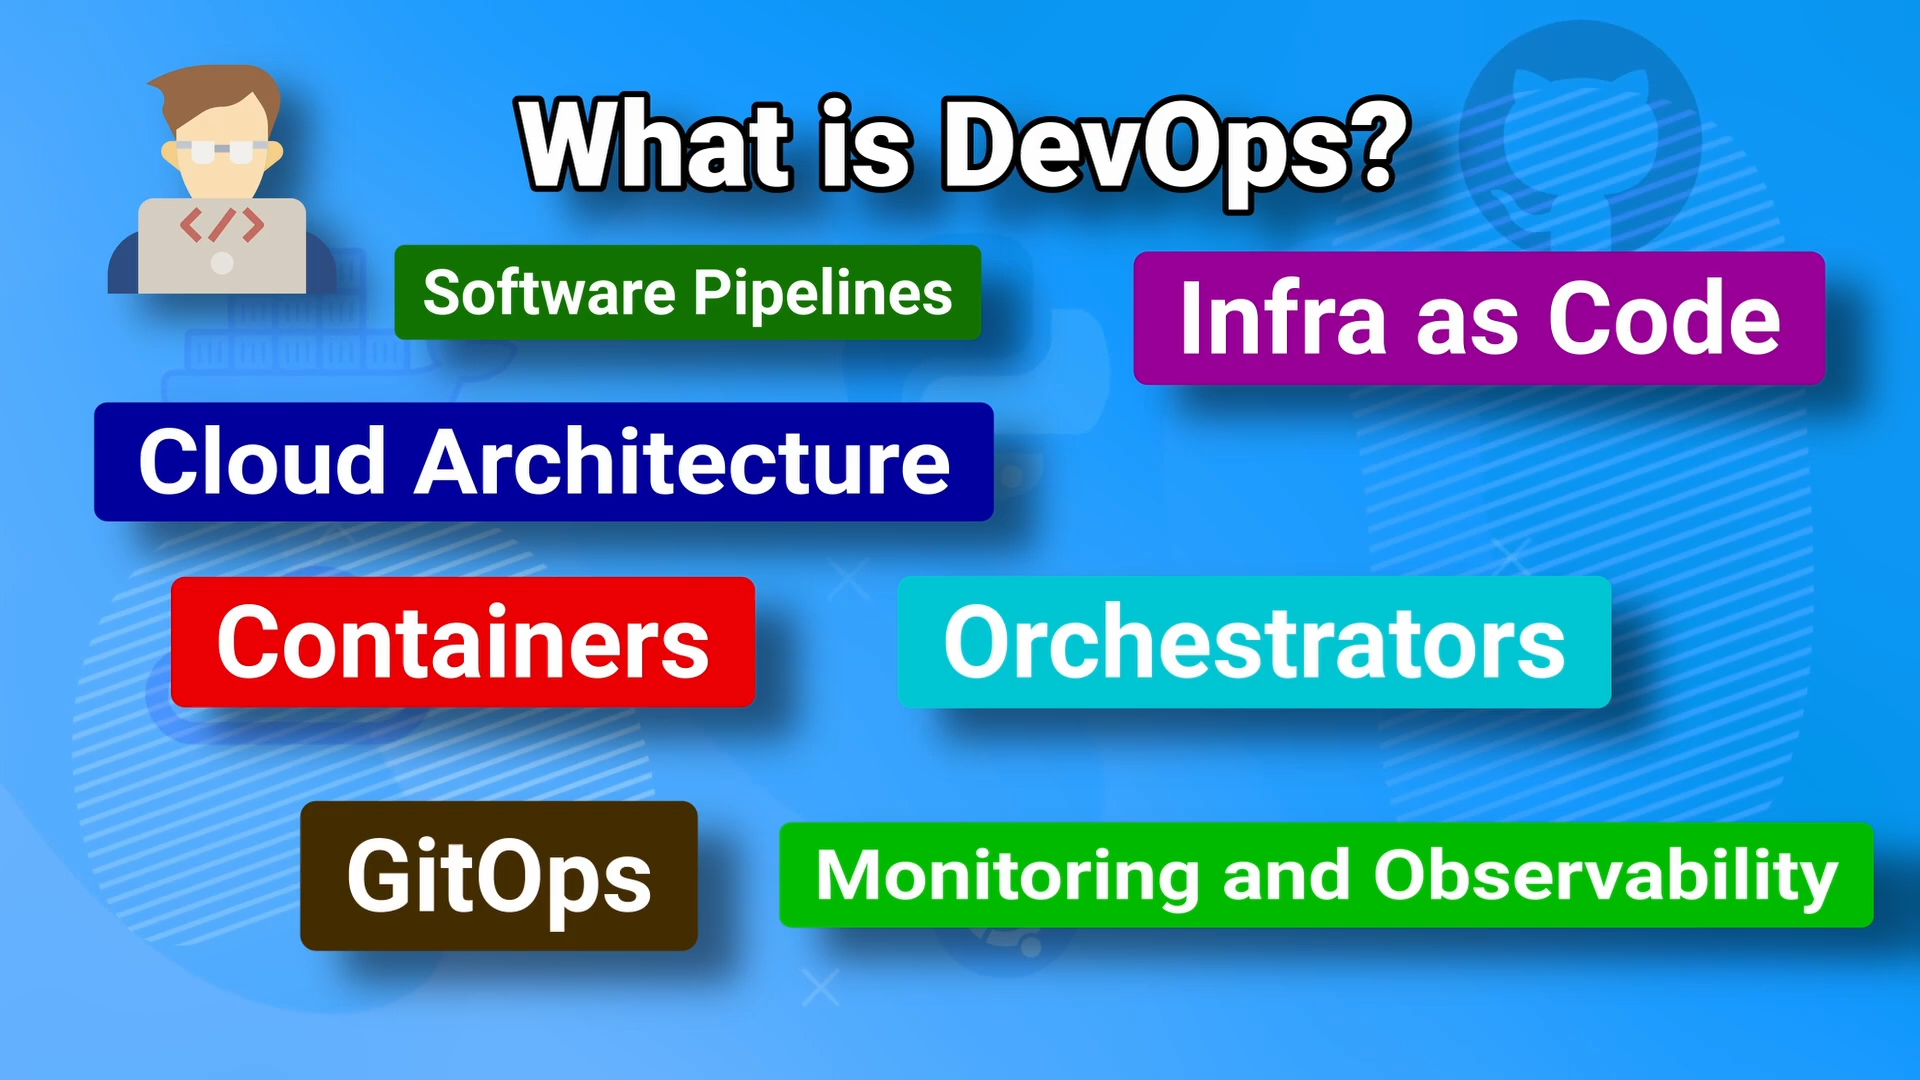 What is DevOps?
</>
Software Pipelines
Infra as Code
Cloud Architecture
Containers
Orchestrators
GitOps
Monitoring and Observability